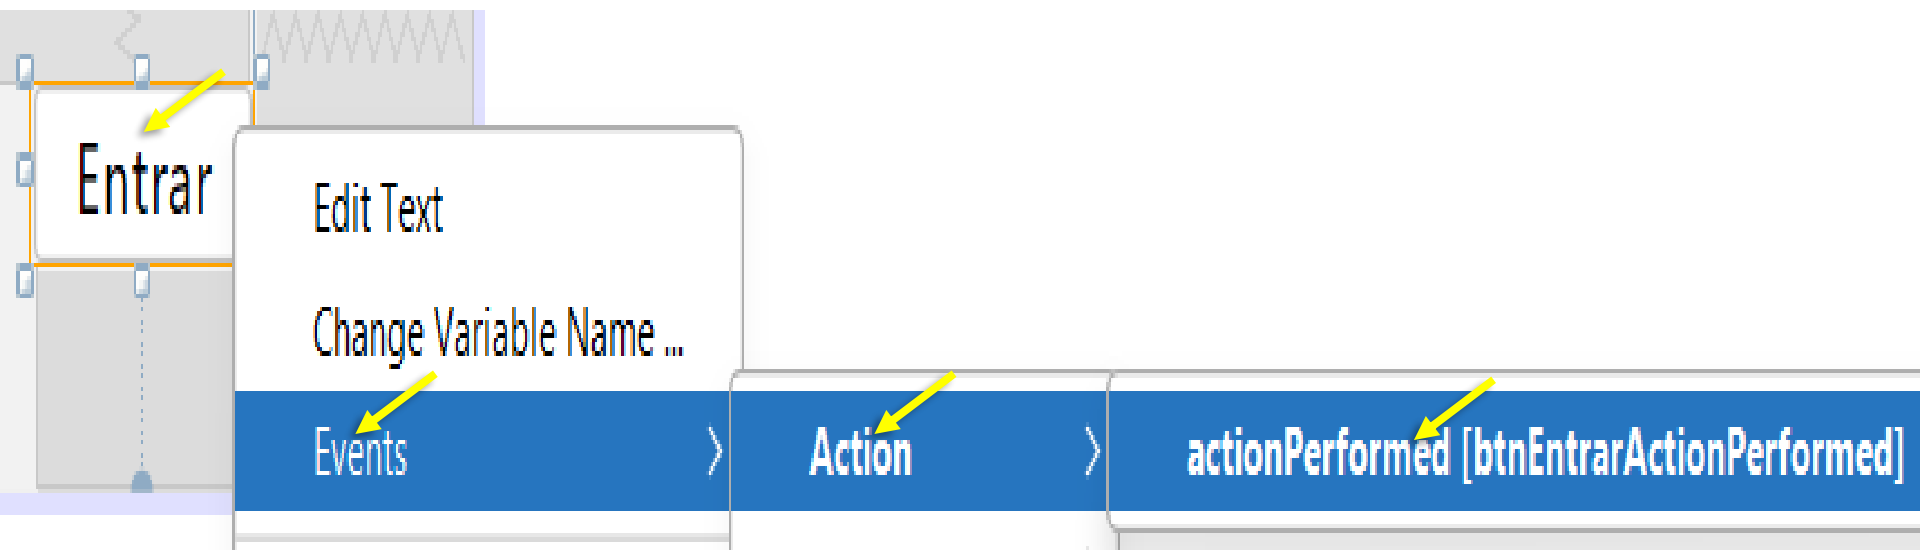 Entrar
Edit Text
Change Variable Name ...
Events
Action
actionPerformed [btnEntrarActionPerformed]